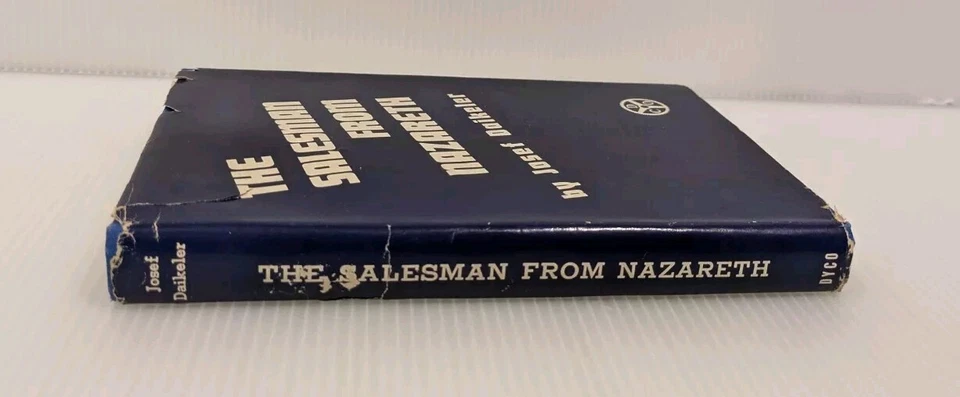 THE
SALESMAN
FROM
NAZARETH
by Josef Daikeler
Josef
Daikeler
THE SALESMAN FROM NAZARETH
DYCO